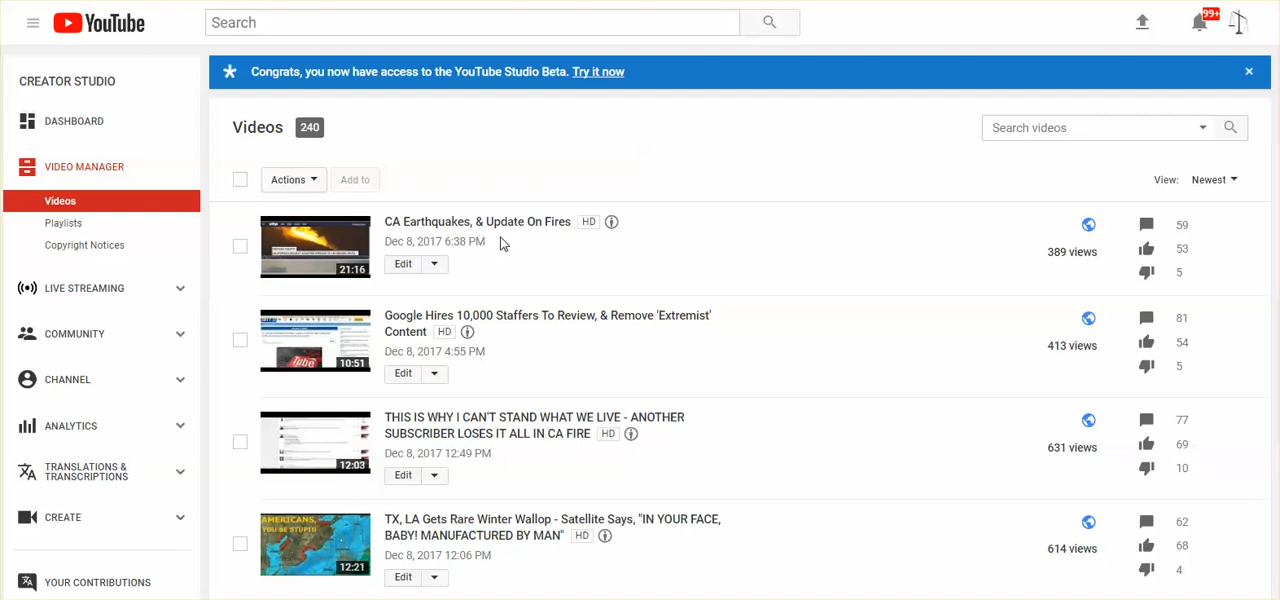 YouTube
Search
99+
CREATOR STUDIO
Congrats, you now have access to the YouTube Studio Beta. Try it now
DASHBOARD
Videos 240
Search videos
VIDEO MANAGER
Actions
Add to
View: Newest
Videos
Playlists
Copyright Notices
LIVE STREAMING
COMMUNITY
CHANNEL
ANALYTICS
TRANSLATIONS &
TRANSCRIPTIONS
CREATE
YOUR CONTRIBUTIONS
21:16
CA Earthquakes, & Update On Fires HD
Dec 8, 2017 6:38 PM
Edit
389 views
59
53
5
Tube
10:51
Google Hires 10,000 Staffers To Review, & Remove 'Extremist'
Content HD
Dec 8, 2017 4:55 PM
Edit
413 views
81
54
5
12:03
THIS IS WHY I CAN'T STAND WHAT WE LIVE - ANOTHER
SUBSCRIBER LOSES IT ALL IN CA FIRE HD
Dec 8, 2017 12:49 PM
Edit
631 views
77
69
10
AMERICANS,
YOU BE STUPID
12:21
TX, LA Gets Rare Winter Wallop - Satellite Says, "IN YOUR FACE,
BABY! MANUFACTURED BY MAN" HD
Dec 8, 2017 12:06 PM
Edit
614 views
62
68
4